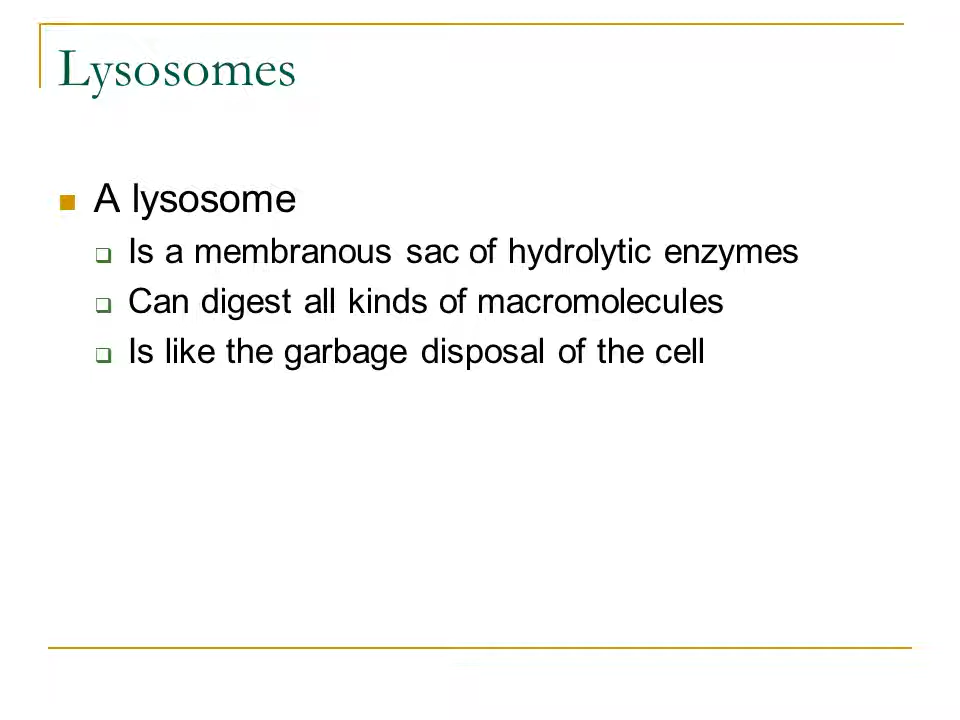 Lysosomes
A lysosome
Is a membranous sac of hydrolytic enzymes
Can digest all kinds of macromolecules
Is like the garbage disposal of the cell